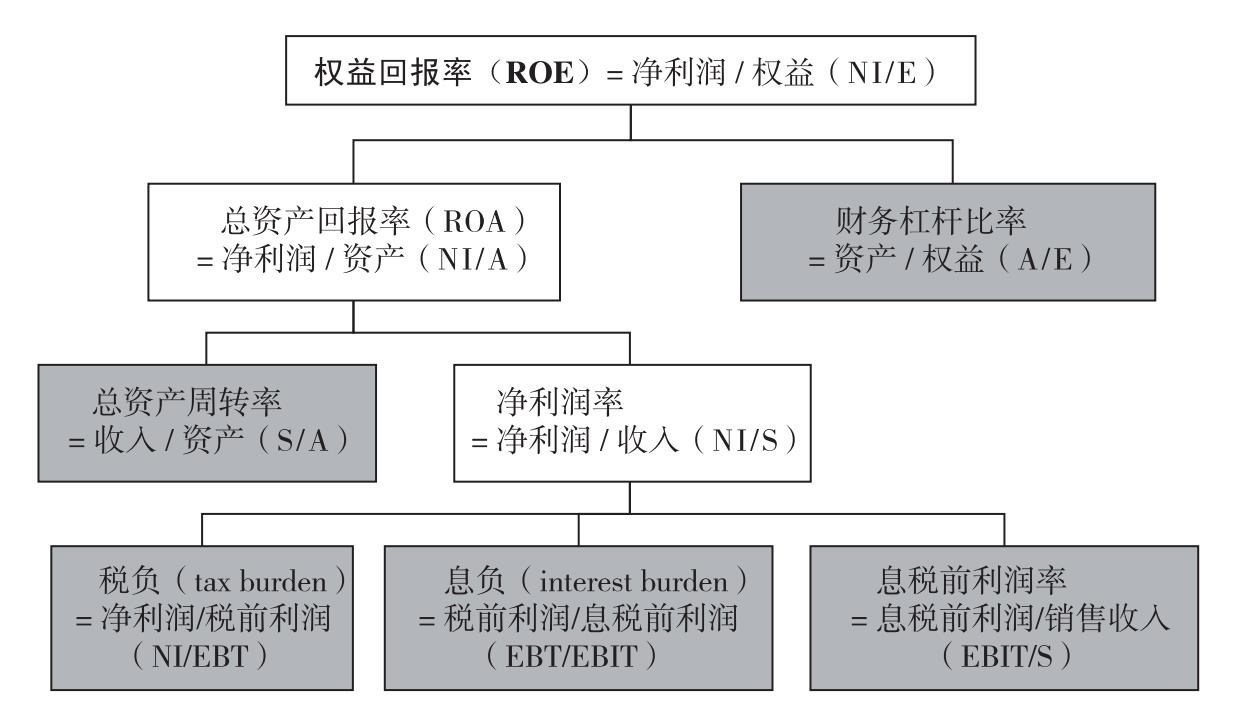 权益回报率（ROE）= 净利润 / 权益（NI/E）
总资产回报率（ROA）
= 净利润 / 资产（NI/A）
财务杠杆比率
= 资产 / 权益（A/E）
总资产周转率
= 收入 / 资产（S/A）
净利润率
= 净利润 / 收入（NI/S）
税负（tax burden）
= 净利润/税前利润
（NI/EBT）
息负（interest burden）
= 税前利润/息税前利润
（EBT/EBIT）
息税前利润率
= 息税前利润/销售收入
（EBIT/S）